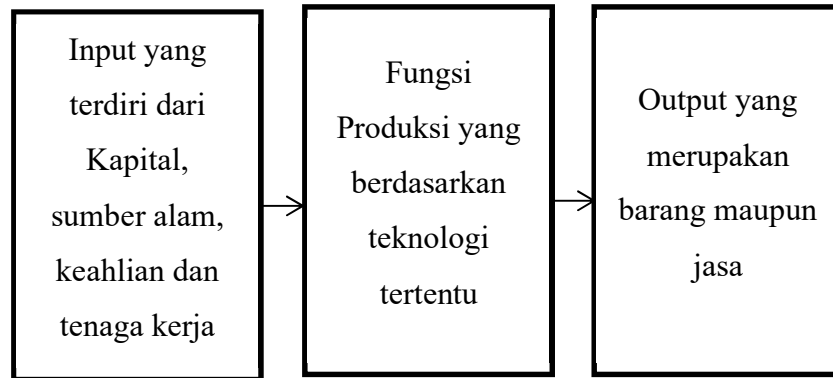 Input yang
terdiri dari
Kapital,
sumber alam,
keahlian dan
tenaga kerja
Fungsi
Produksi yang
berdasarkan
teknologi
tertentu
Output yang
merupakan
barang maupun
jasa